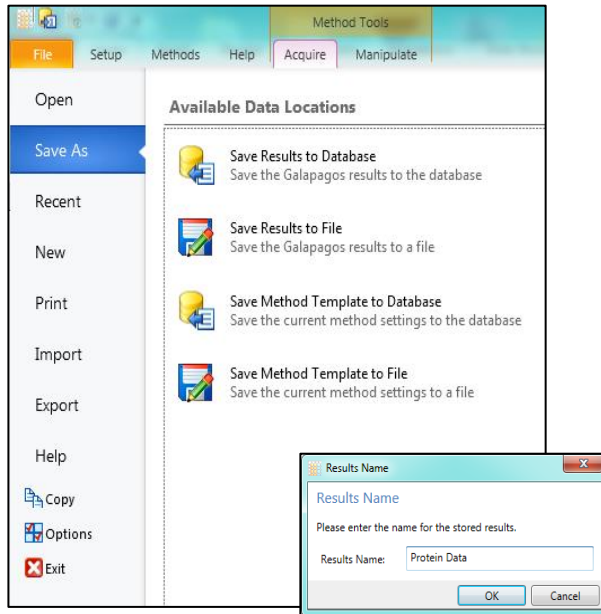 Method Tools
File Setup Methods Help Acquire Manipulate
Open
Save As
Recent
New
Print
Import
Export
Help
Copy
Options
Exit
Available Data Locations
Save Results to Database
Save the Galapagos results to the database
Save Results to File
Save the Galapagos results to a file
Save Method Template to Database
Save the current method settings to the database
Save Method Template to File
Save the current method settings to a file
Results Name
x
Results Name
Please enter the name for the stored results.
Results Name: Protein Data
OK Cancel